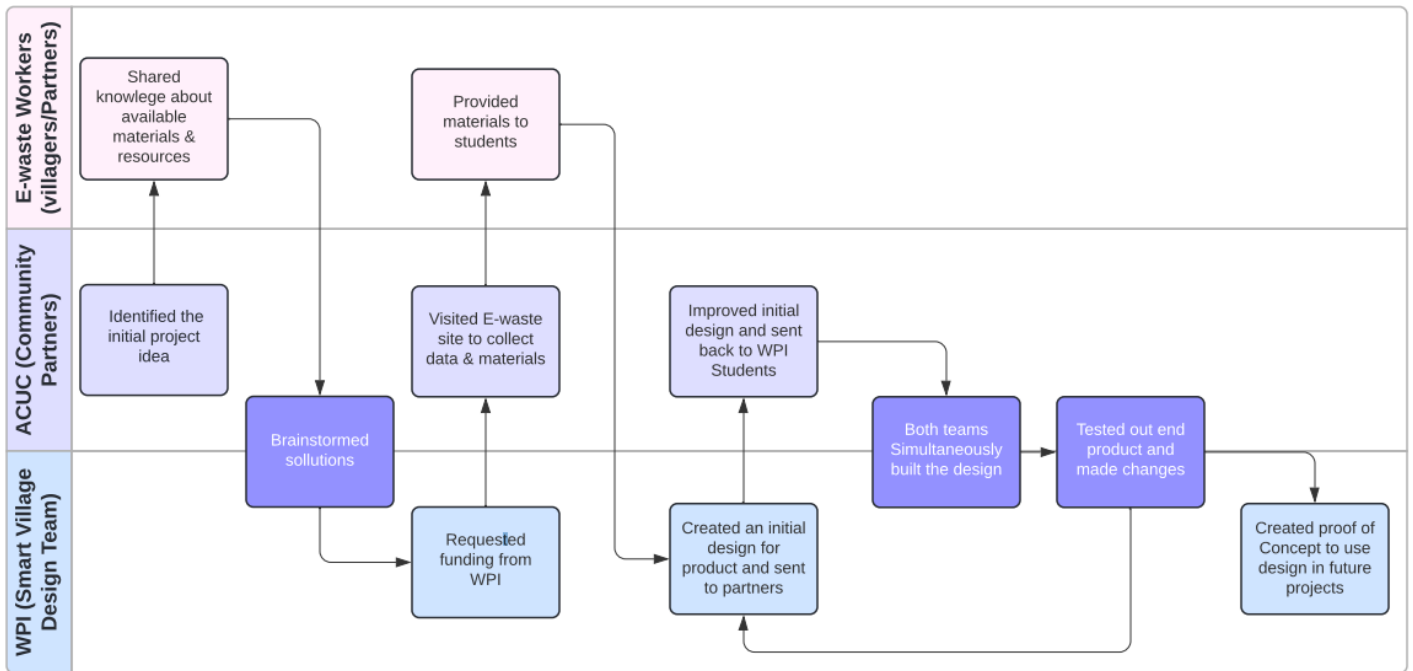 E-waste Workers
(villagers/Partners)
Shared
knowlege about
available
materials &
resources
Provided
materials to
students
ACUC (Community
Partners)
Identified the
initial project
idea
Visited E-waste
site to collect
data & materials
Improved initial
design and sent
back to WPI
Students
Brainstormed
sollutions
Both teams
Simultaneously
built the design
Tested out end
product and
made changes
WPI (Smart Village
Design Team)
Requested
funding from
WPI
Created an initial
design for
product and sent
to partners
Created proof of
Concept to use
design in future
projects